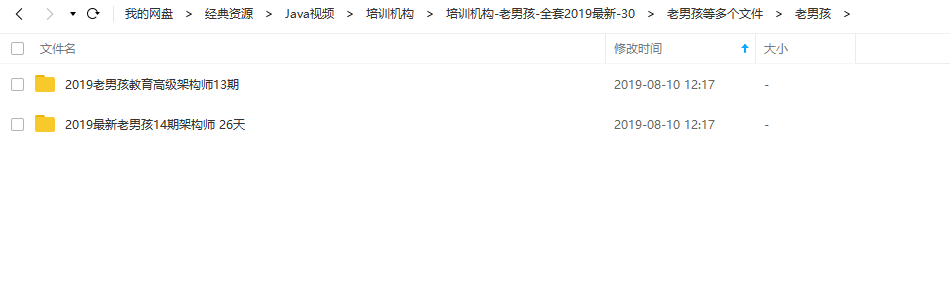 我的网盘 > 经典资源 > Java视频 > 培训机构 > 培训机构-老男孩-全套2019最新-30 > 老男孩等多个文件 > 老男孩 >
文件名 修改时间 大小
2019老男孩教育高级架构师13期 2019-08-10 12:17 -
2019最新老男孩14期架构师 26天 2019-08-10 12:17 -